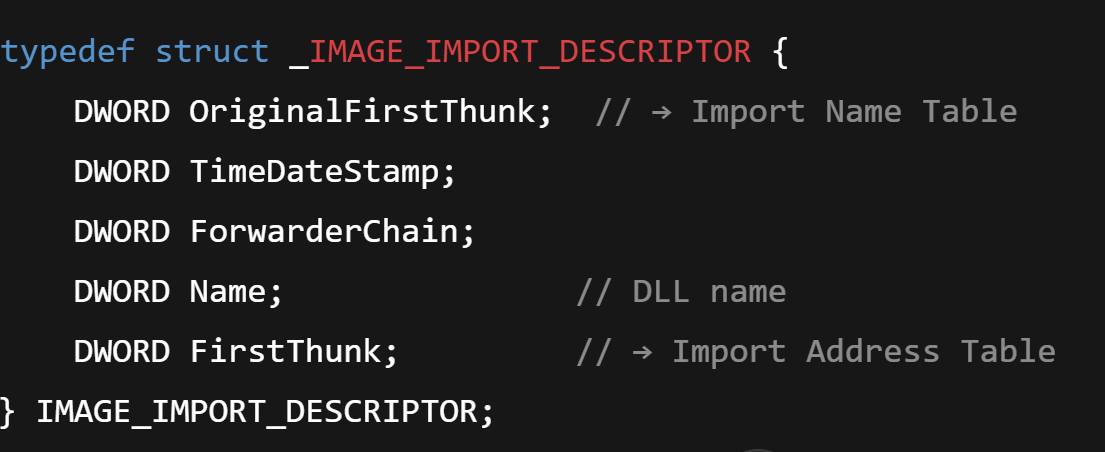 typedef struct _IMAGE_IMPORT_DESCRIPTOR {
    DWORD OriginalFirstThunk;  // → Import Name Table
    DWORD TimeDateStamp;
    DWORD ForwarderChain;
    DWORD Name;               // DLL name
    DWORD FirstThunk;         // → Import Address Table
} IMAGE_IMPORT_DESCRIPTOR;